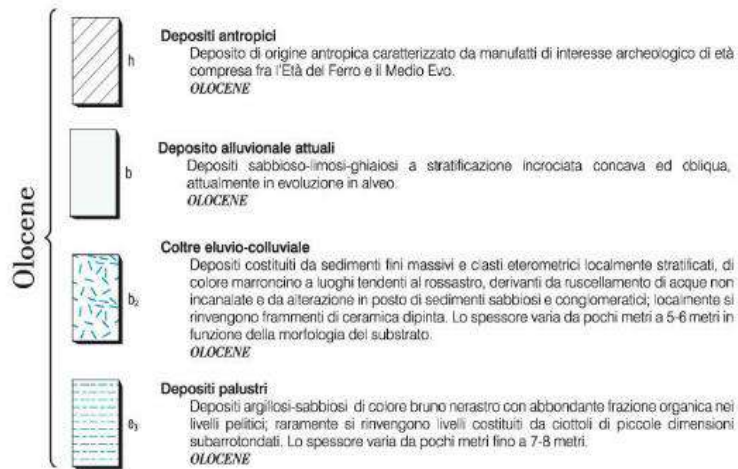 Olocene
h
Depositi antropici
Deposito di origine antropica caratterizzato da manufatti di interesse archeologico di età
compresa fra l'Età del Ferro e il Medio Evo.
OLOCENE
b
Deposito alluvionale attuali
Depositi sabbioso-limosi-ghiaiosi a stratificazione incrociata concava ed obliqua,
attualmente in evoluzione in alveo.
OLOCENE
b2
Coltre eluvio-colluviale
Depositi costituiti da sedimenti fini massivi e clasti eterometrici localmente stratificati, di
colore marroncino a luoghi tendenti al rossastro, derivanti da ruscellamento di acque non
incanalate e da alterazione in posto di sedimenti sabbiosi e conglomeratici; localmente si
rinvengono frammenti di ceramica dipinta. Lo spessore varia da pochi metri a 5-6 metri in
funzione della morfologia del substrato.
OLOCENE
e3
Depositi palustri
Depositi argillosi-sabbiosi di colore bruno nerastro con abbondante frazione organica nei
livelli pelitici; raramente si rinvengono livelli costituiti da ciottoli di piccole dimensioni
subarrotondati. Lo spessore varia da pochi metri fino a 7-8 metri.
OLOCENE